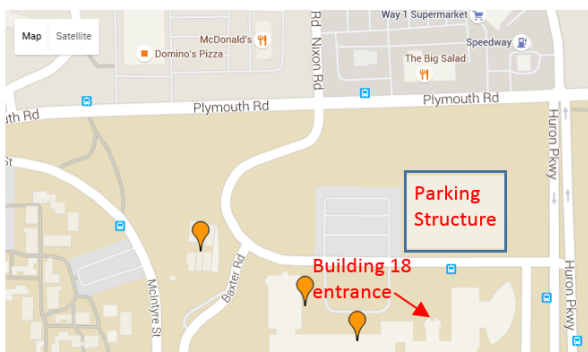 Map Satellite
McDonald's
Domino's Pizza
Nixon Rd
Way 1 Supermarket
Speedway
The Big Salad
Plymouth Rd
Plymouth Rd
uth Rd
St
Huron Pkwy
Parking
Structure
Building 18
entrance
Baxter Rd
McIntyre St
Huron Pkwy